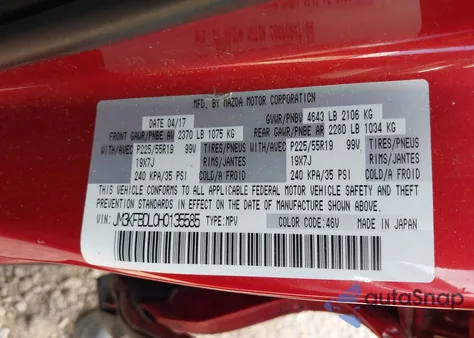 MFD. BY MAZDA MOTOR CORPORATION
DATE 04/17 GVWR/PNBV 4643 LB 2106 KG
FRONT GAWR/PNBE AV 2370 LB 1075 KG REAR GAWR/PNBE AR 2280 LB 1034 KG
WITH/AVEC P225/55R19 99V TIRES/PNEUS WITH/AVEC P225/55R19 99V TIRES/PNEUS
19X7J RIMS/JANTES 19X7J RIMS/JANTES
240 KPA/35 PSI COLD/A FROID 240 KPA/35 PSI COLD/A FROID
THIS VEHICLE CONFORMS TO ALL APPLICABLE FEDERAL MOTOR VEHICLE SAFETY AND THEFT
PREVENTION STANDARDS IN EFFECT ON THE DATE OF MANUFACTURE SHOWN ABOVE.
VIN: JM3KFBDL0H0135585 TYPE:MPV COLOR CODE:46V MADE IN JAPAN
autoSnap